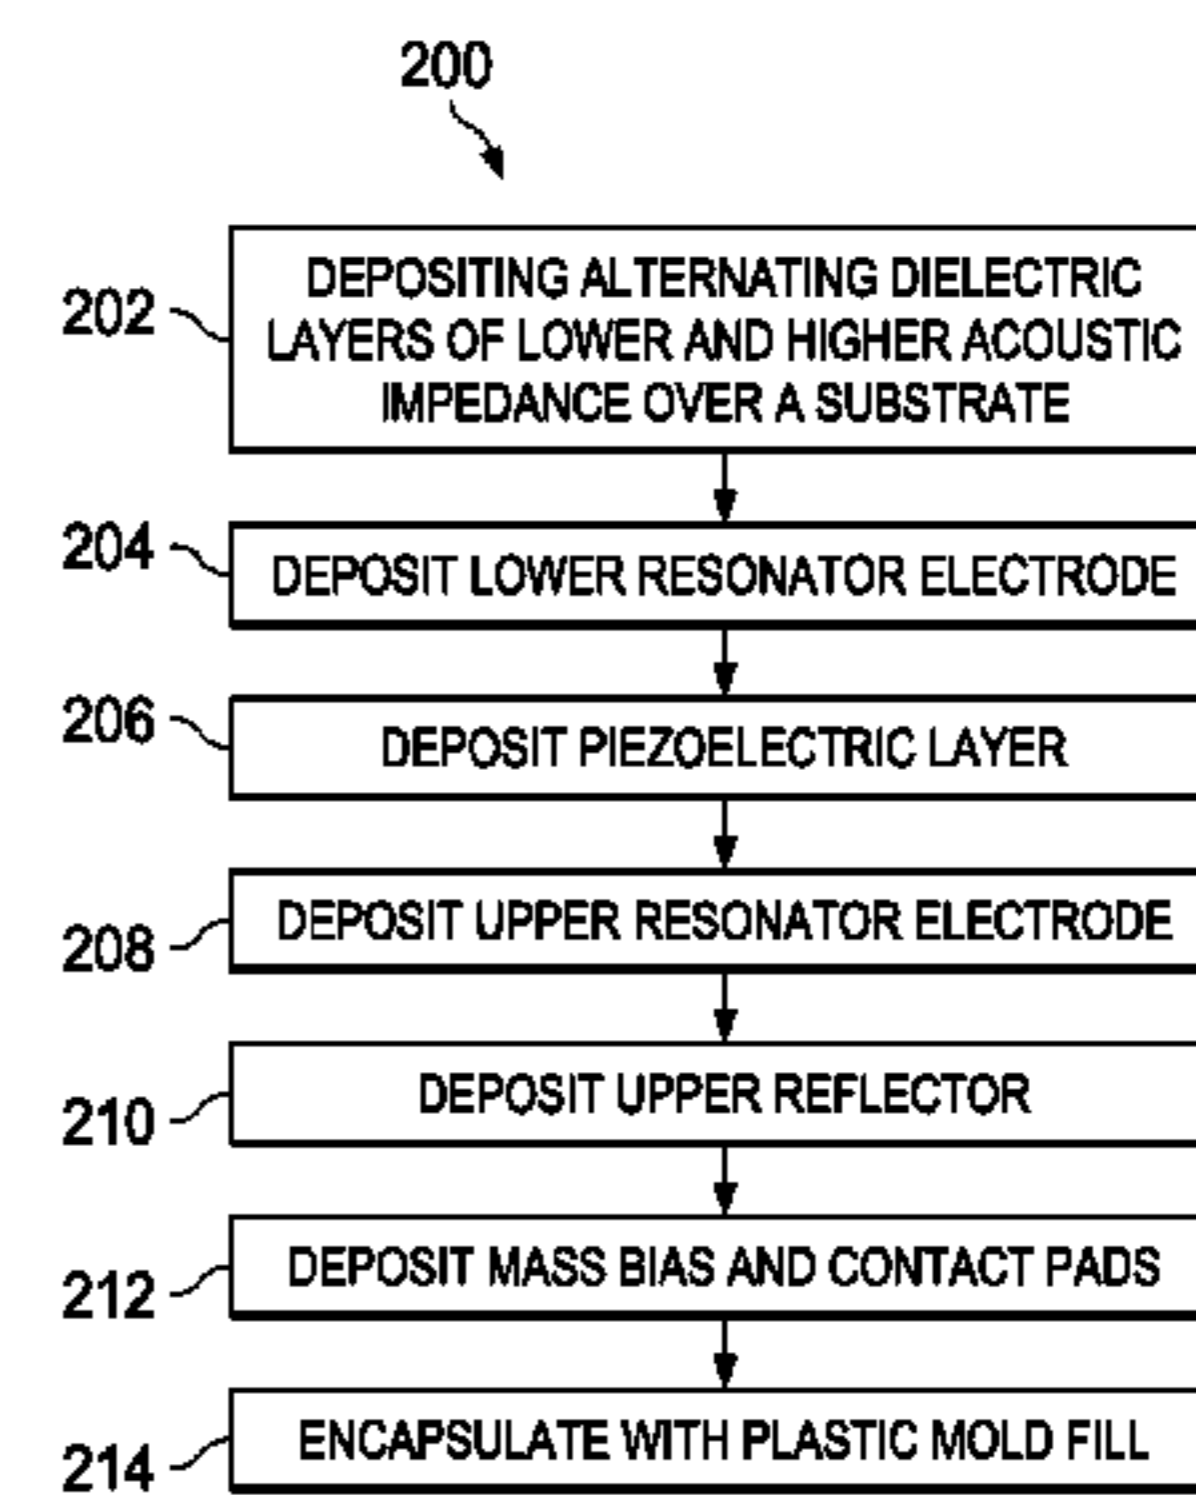 200
202
DEPOSITING ALTERNATING DIELECTRIC
LAYERS OF LOWER AND HIGHER ACOUSTIC
IMPEDANCE OVER A SUBSTRATE
204
DEPOSIT LOWER RESONATOR ELECTRODE
206
DEPOSIT PIEZOELECTRIC LAYER
208
DEPOSIT UPPER RESONATOR ELECTRODE
210
DEPOSIT UPPER REFLECTOR
212
DEPOSIT MASS BIAS AND CONTACT PADS
214
ENCAPSULATE WITH PLASTIC MOLD FILL